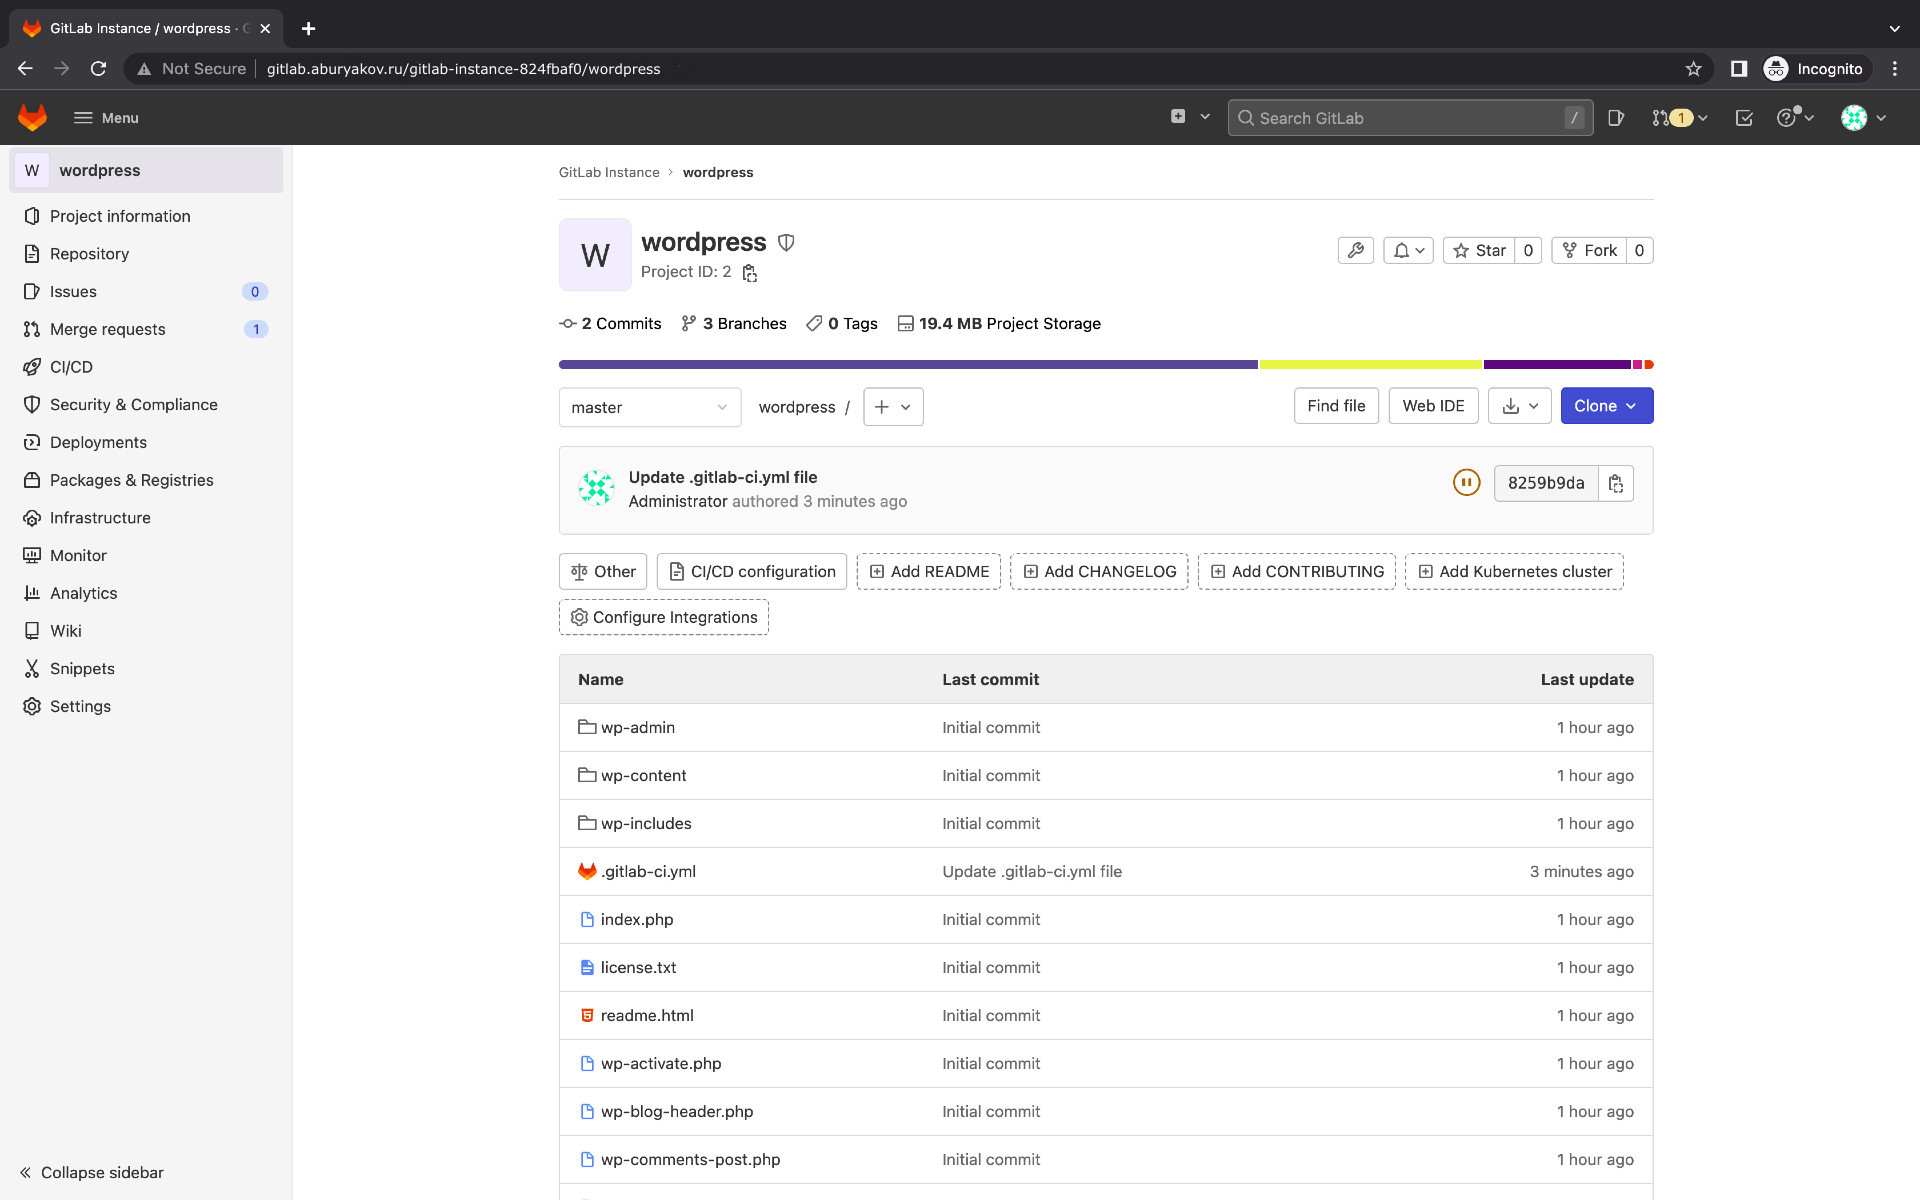 GitLab Instance / wordpress ·
Not Secure
gitlab.aburyakov.ru/gitlab-instance-824fbaf0/wordpress
Incognito
Menu
Search GitLab
/
1
W
wordpress
Project information
Repository
Issues
0
Merge requests
1
CI/CD
Security & Compliance
Deployments
Packages & Registries
Infrastructure
Monitor
Analytics
Wiki
Snippets
Settings
Collapse sidebar
GitLab Instance > wordpress
W
wordpress
Project ID: 2
Star
0
Fork
0
2 Commits
3 Branches
0 Tags
19.4 MB Project Storage
master
wordpress /
Find file
Web IDE
Clone
Update .gitlab-ci.yml file
Administrator authored 3 minutes ago
8259b9da
Other
CI/CD configuration
Add README
Add CHANGELOG
Add CONTRIBUTING
Add Kubernetes cluster
Configure Integrations
Name Last commit Last update
wp-admin Initial commit 1 hour ago
wp-content Initial commit 1 hour ago
wp-includes Initial commit 1 hour ago
.gitlab-ci.yml Update .gitlab-ci.yml file 3 minutes ago
index.php Initial commit 1 hour ago
license.txt Initial commit 1 hour ago
readme.html Initial commit 1 hour ago
wp-activate.php Initial commit 1 hour ago
wp-blog-header.php Initial commit 1 hour ago
wp-comments-post.php Initial commit 1 hour ago